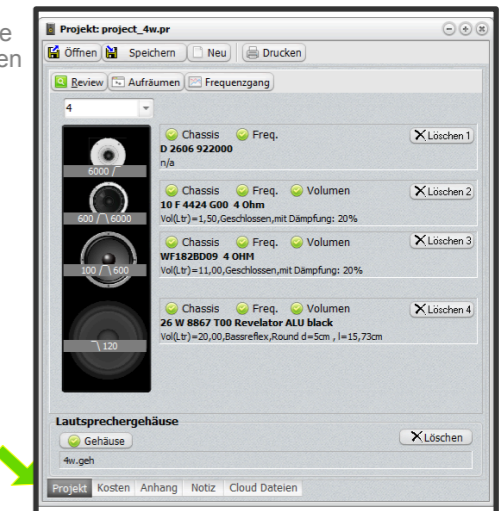 e
en
Projekt: project_4w.pr
Öffnen Speichern Neu Drucken
Review Aufräumen Frequenzgang
4
Chassis Freq. Löschen 1
D 2606 922000
n/a
6000 /¯
Chassis Freq. Volumen Löschen 2
10 F 4424 G00 4 Ohm
Vol(Ltr)=1,50,Geschlossen,mit Dämpfung: 20%
600 /¯\ 6000
Chassis Freq. Volumen Löschen 3
WF182BD09 4 OHM
Vol(Ltr)=11,00,Geschlossen,mit Dämpfung: 20%
100 /¯\ 600
Chassis Freq. Volumen Löschen 4
26 W 8867 T00 Revelator ALU black
Vol(Ltr)=20,00,Bassreflex,Round d=5cm , l=15,73cm
¯\ 120
Lautsprechergehäuse
Gehäuse Löschen
4w.geh
Projekt Kosten Anhang Notiz Cloud Dateien